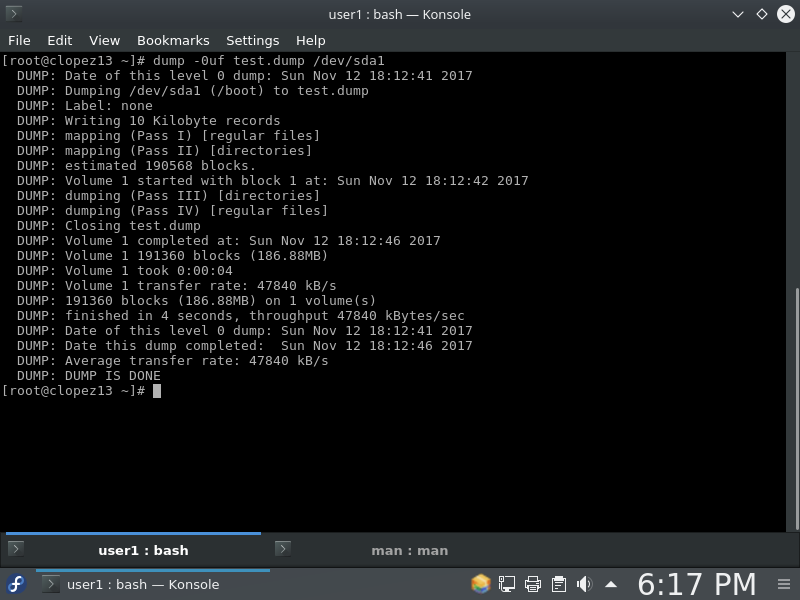 user1 : bash — Konsole
File Edit View Bookmarks Settings Help
[root@clopez13 ~]# dump -0uf test.dump /dev/sda1
DUMP: Date of this level 0 dump: Sun Nov 12 18:12:41 2017
DUMP: Dumping /dev/sda1 (/boot) to test.dump
DUMP: Label: none
DUMP: Writing 10 Kilobyte records
DUMP: mapping (Pass I) [regular files]
DUMP: mapping (Pass II) [directories]
DUMP: estimated 190568 blocks.
DUMP: Volume 1 started with block 1 at: Sun Nov 12 18:12:42 2017
DUMP: dumping (Pass III) [directories]
DUMP: dumping (Pass IV) [regular files]
DUMP: Closing test.dump
DUMP: Volume 1 completed at: Sun Nov 12 18:12:46 2017
DUMP: Volume 1 191360 blocks (186.88MB)
DUMP: Volume 1 took 0:00:04
DUMP: Volume 1 transfer rate: 47840 kB/s
DUMP: 191360 blocks (186.88MB) on 1 volume(s)
DUMP: finished in 4 seconds, throughput 47840 kBytes/sec
DUMP: Date of this level 0 dump: Sun Nov 12 18:12:41 2017
DUMP: Date this dump completed:  Sun Nov 12 18:12:46 2017
DUMP: Average transfer rate: 47840 kB/s
DUMP: DUMP IS DONE
[root@clopez13 ~]#
user1 : bash man : man
user1 : bash — Konsole 6:17 PM